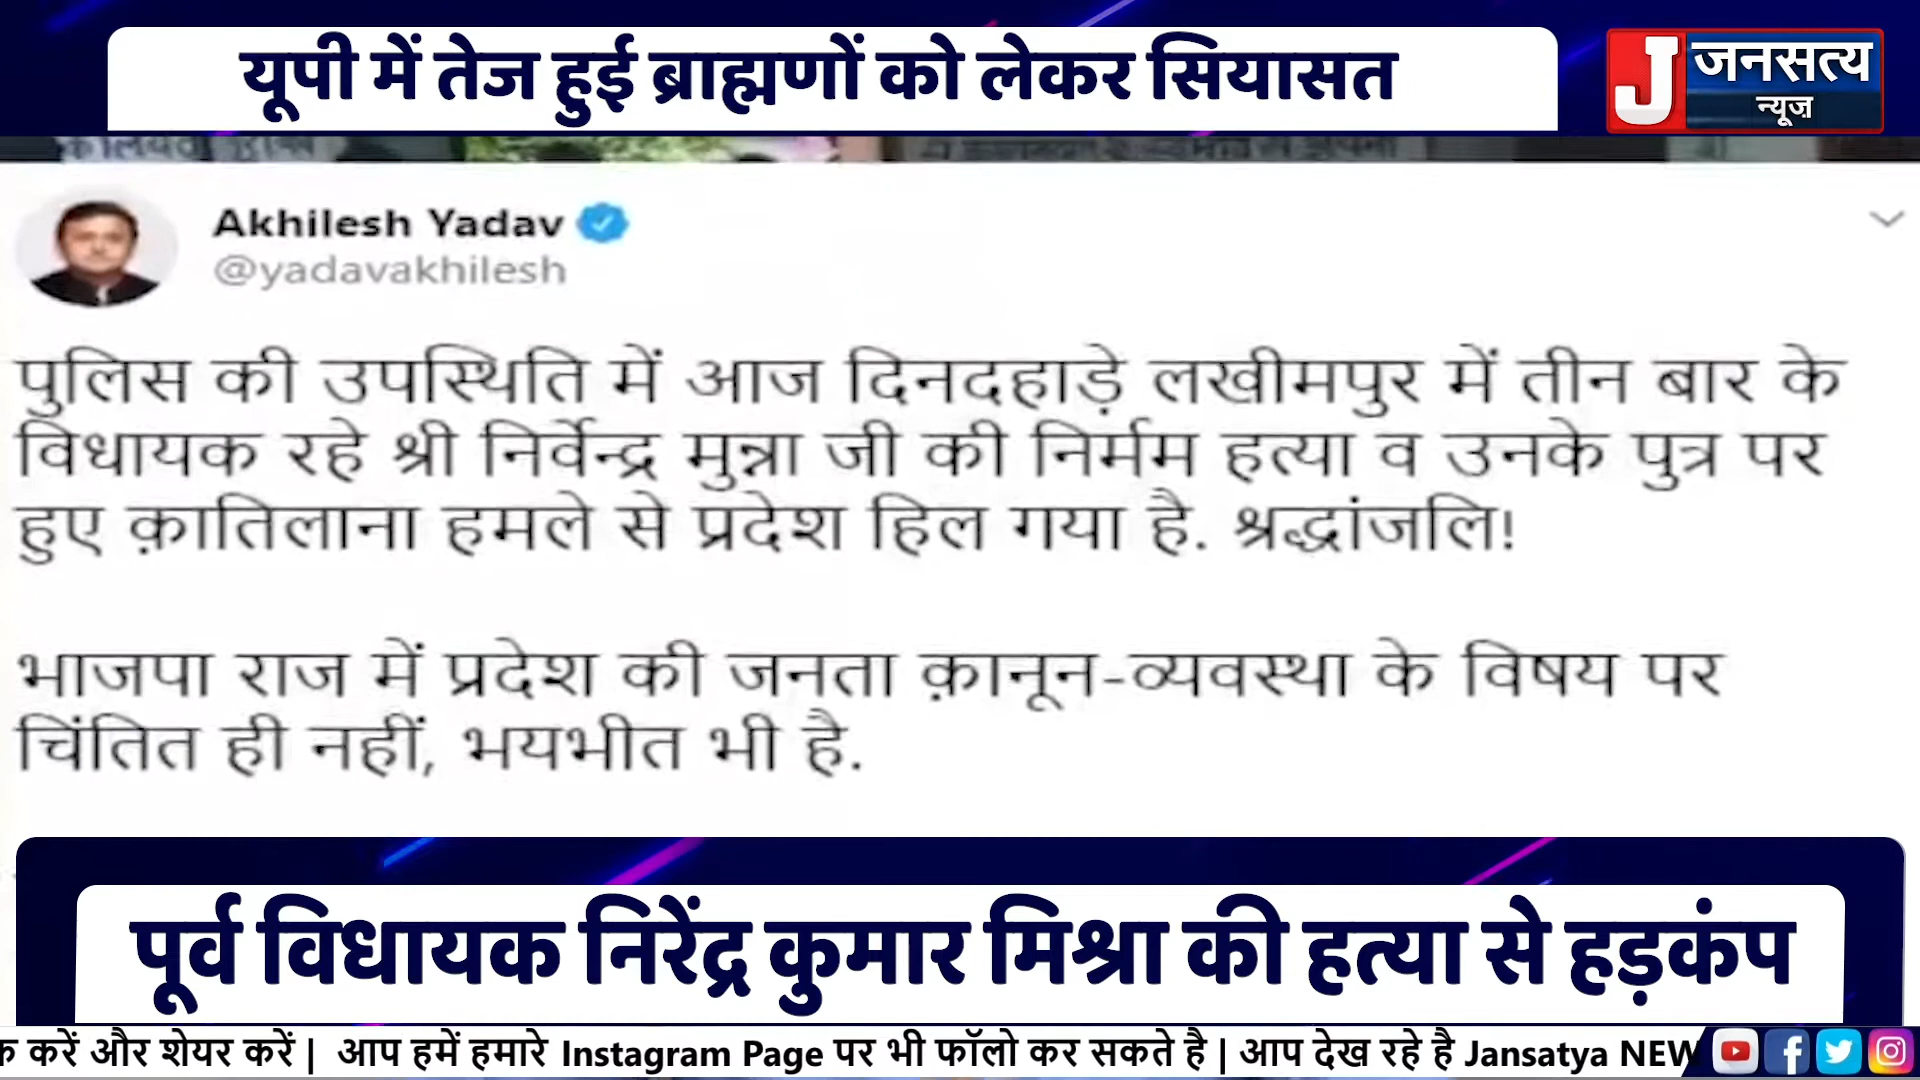 यूपी में तेज हुई ब्राह्मणों को लेकर सियासत
J जनसत्य
न्यूज़
Akhilesh Yadav
@yadavakhilesh
पुलिस की उपस्थिति में आज दिनदहाड़े लखीमपुर में तीन बार के
विधायक रहे श्री निर्वेन्द्र मुन्ना जी की निर्मम हत्या व उनके पुत्र पर
हुए क़ातिलाना हमले से प्रदेश हिल गया है. श्रद्धांजलि!
भाजपा राज में प्रदेश की जनता क़ानून-व्यवस्था के विषय पर
चिंतित ही नहीं, भयभीत भी है.
पूर्व विधायक निरेंद्र कुमार मिश्रा की हत्या से हड़कंप
क करें और शेयर करें | आप हमें हमारे Instagram Page पर भी फॉलो कर सकते है | आप देख रहे है Jansatya NEW